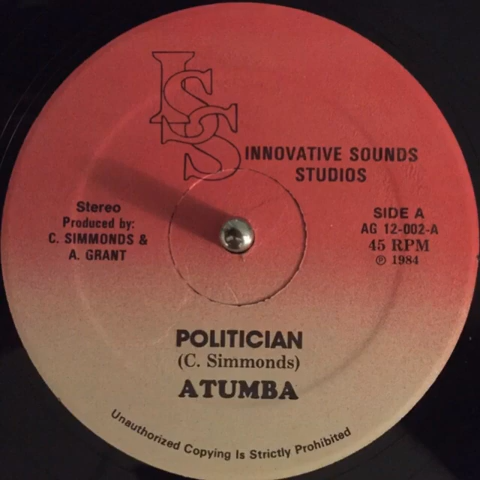 ISS
INNOVATIVE SOUNDS
STUDIOS
Stereo
Produced by:
C. SIMMONDS &
A. GRANT
SIDE A
AG 12-002-A
45 RPM
℗ 1984
POLITICIAN
(C. Simmonds)
ATUMBA
Unauthorized Copying Is Strictly Prohibited